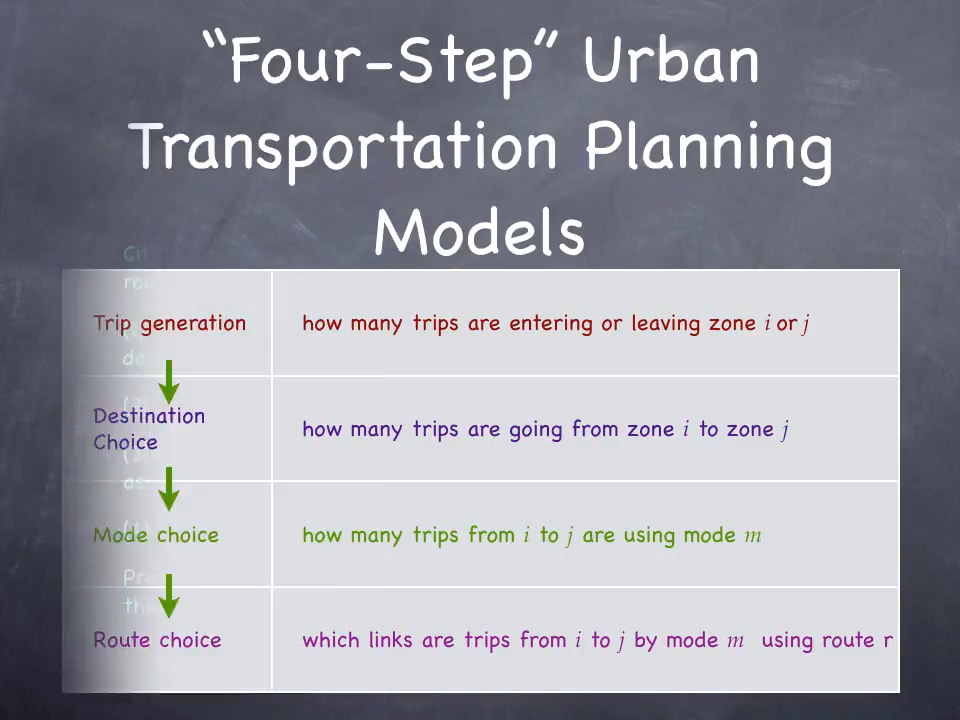 “Four-Step” Urban
Transportation Planning
Models
Trip generation
how many trips are entering or leaving zone i or j
Destination
Choice
how many trips are going from zone i to zone j
Mode choice
how many trips from i to j are using mode m
Route choice
which links are trips from i to j by mode m using route r